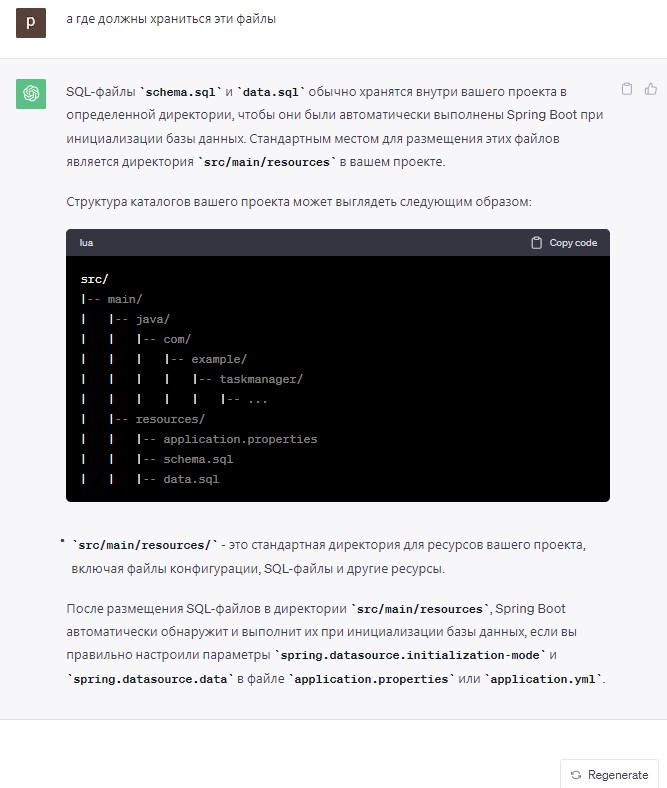 p
а где должны храниться эти файлы
SQL-файлы `schema.sql` и `data.sql` обычно хранятся внутри вашего проекта в
определенной директории, чтобы они были автоматически выполнены Spring Boot при
инициализации базы данных. Стандартным местом для размещения этих файлов
является директория `src/main/resources` в вашем проекте.
Структура каталогов вашего проекта может выглядеть следующим образом:
lua
Copy code
src/
|-- main/
|   |-- java/
|   |   |-- com/
|   |   |   |-- example/
|   |   |   |   |-- taskmanager/
|   |   |   |   |   |-- ...
|   |-- resources/
|   |   |-- application.properties
|   |   |-- schema.sql
|   |   |-- data.sql
• `src/main/resources/` - это стандартная директория для ресурсов вашего проекта,
включая файлы конфигурации, SQL-файлы и другие ресурсы.
После размещения SQL-файлов в директории `src/main/resources`, Spring Boot
автоматически обнаружит и выполнит их при инициализации базы данных, если вы
правильно настроили параметры `spring.datasource.initialization-mode` и
`spring.datasource.data` в файле `application.properties` или `application.yml`.
Regenerate